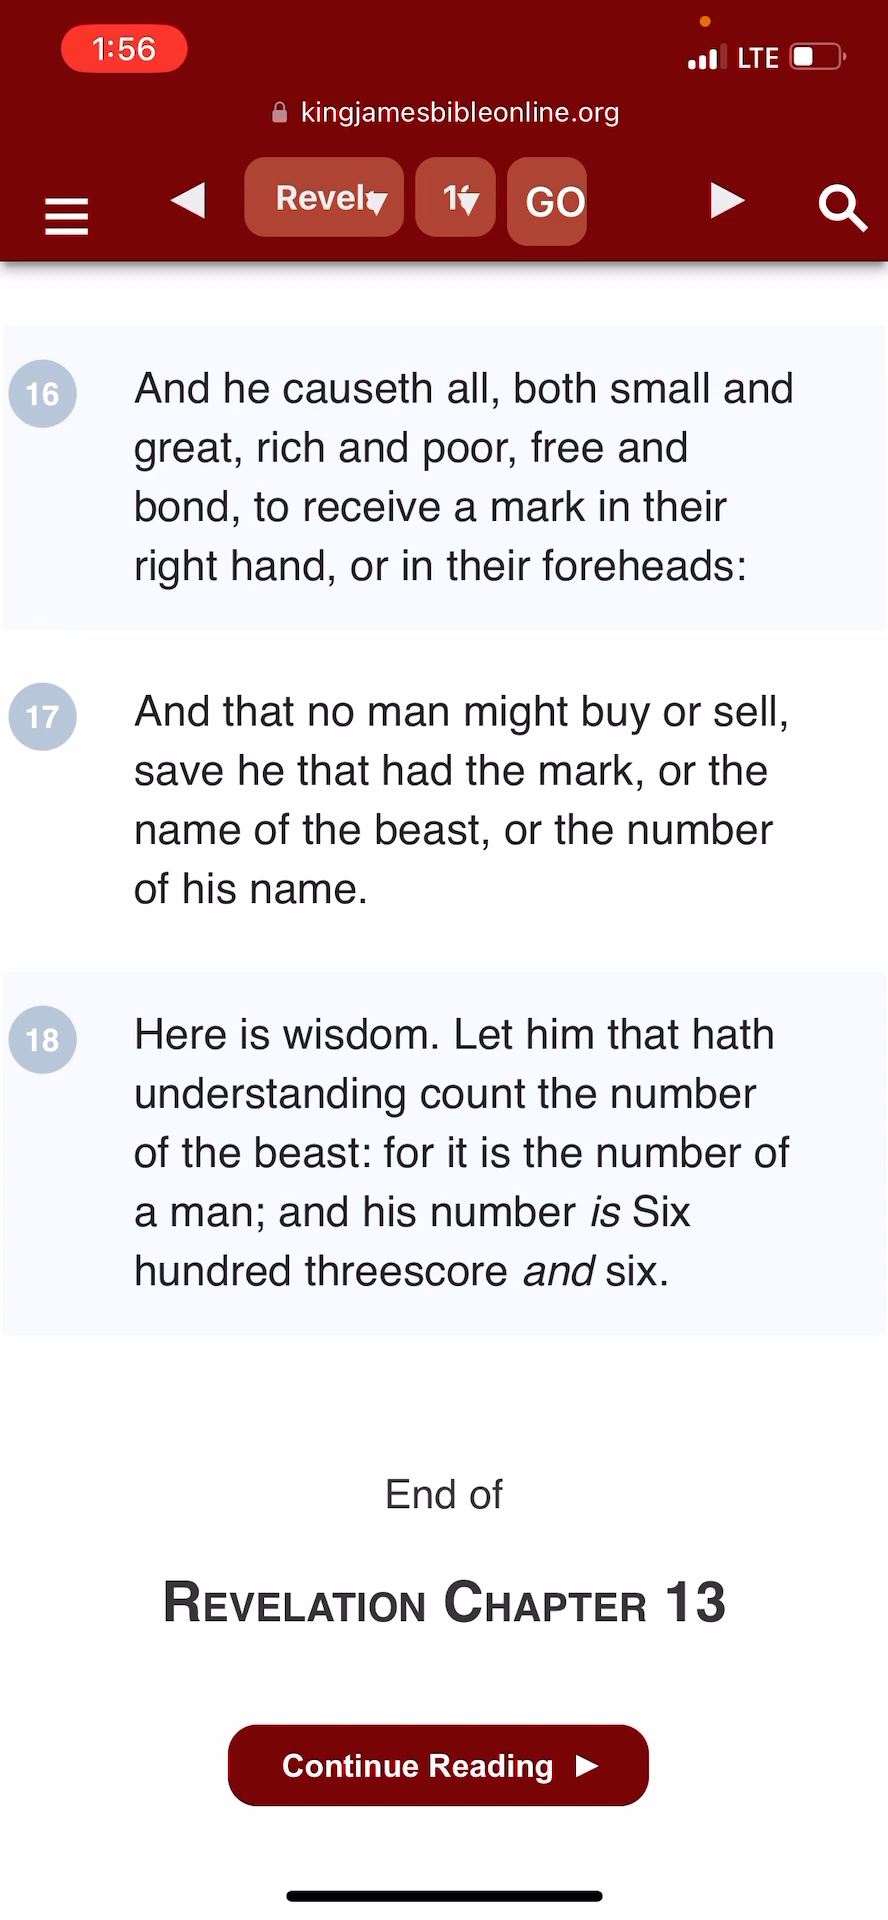 1:56
LTE
kingjamesbibleonline.org
Revel
GO
16
And he causeth all, both small and
great, rich and poor, free and
bond, to receive a mark in their
right hand, or in their foreheads:
17
And that no man might buy or sell,
save he that had the mark, or the
name of the beast, or the number
of his name.
18
Here is wisdom. Let him that hath
understanding count the number
of the beast: for it is the number of
a man; and his number is Six
hundred threescore and six.
End of
REVELATION CHAPTER 13
Continue Reading ▶